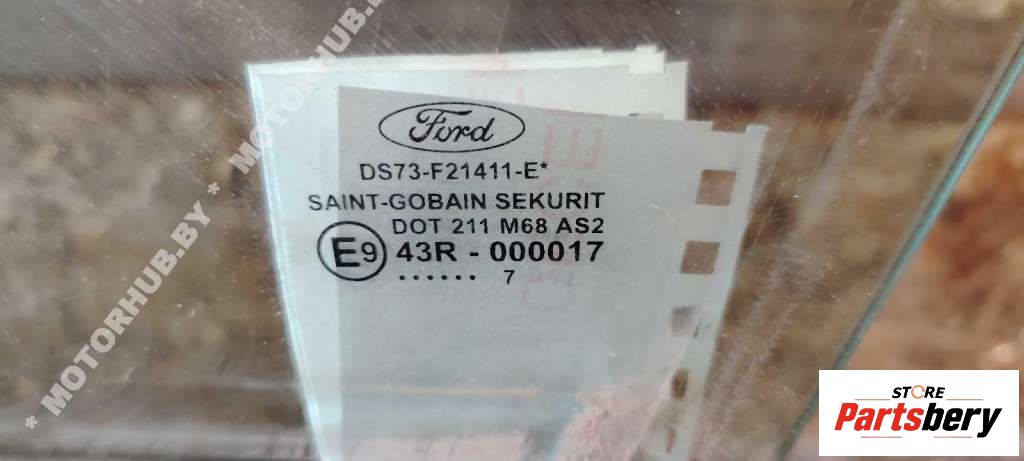 * MOTORHUB.BY * MOTORHUB.BY
Ford
DS73-F21411-E*
SAINT-GOBAIN SEKURIT
DOT 211 M68 AS2
E9 43R - 000017
...... 7
STORE
Partsbery